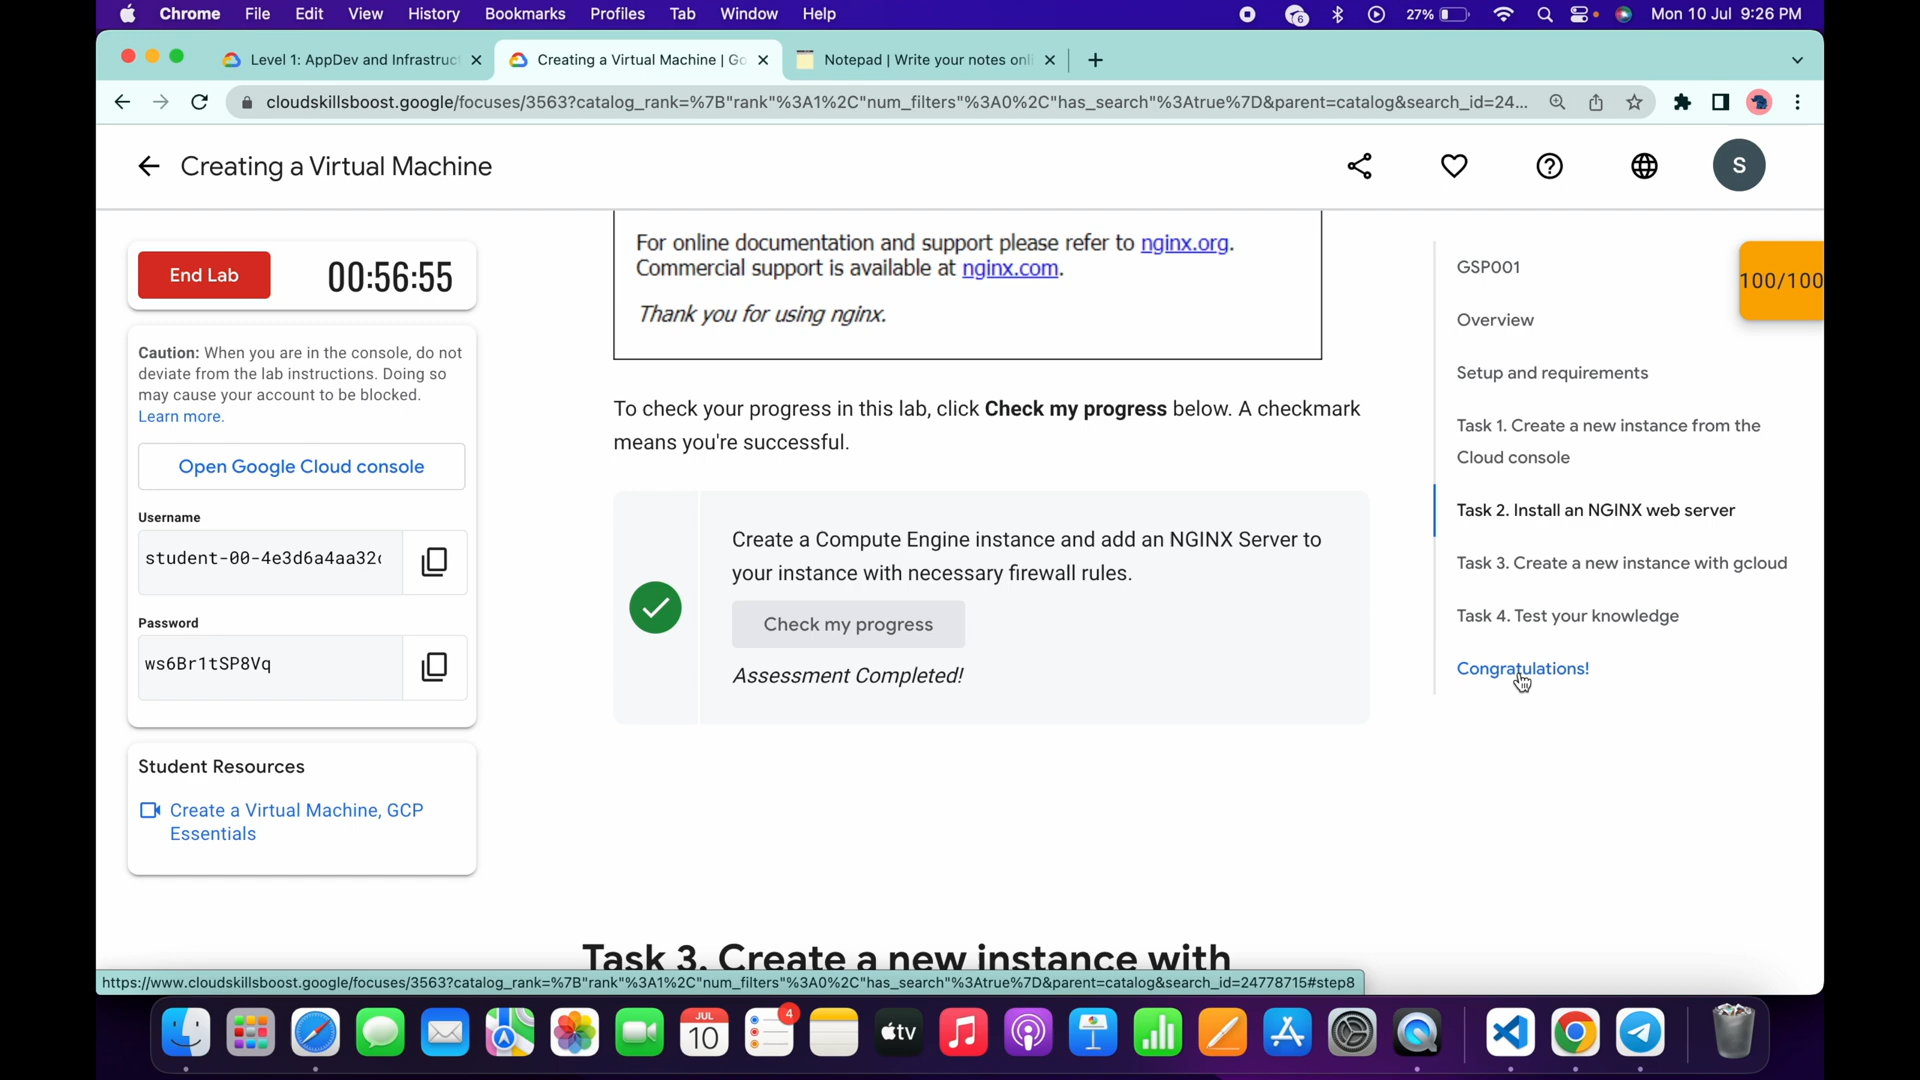 Chrome File Edit View History Bookmarks Profiles Tab Window Help 6 27% Mon 10 Jul 9:26 PM
Level 1: AppDev and Infrastruct Creating a Virtual Machine | Go Notepad | Write your notes onli
cloudskillsboost.google/focuses/3563?catalog_rank=%7B"rank"%3A1%2C"num_filters"%3A0%2C"has_search"%3Atrue%7D&parent=catalog&search_id=24...
Creating a Virtual Machine
S
End Lab 00:56:55
Caution: When you are in the console, do not
deviate from the lab instructions. Doing so
may cause your account to be blocked.
Learn more.
Open Google Cloud console
Username
student-00-4e3d6a4aa32c
Password
ws6Br1tSP8Vq
Student Resources
Create a Virtual Machine, GCP
Essentials
For online documentation and support please refer to nginx.org.
Commercial support is available at nginx.com.
Thank you for using nginx.
To check your progress in this lab, click Check my progress below. A checkmark
means you're successful.
Create a Compute Engine instance and add an NGINX Server to
your instance with necessary firewall rules.
Check my progress
Assessment Completed!
Task 3. Create a new instance with
GSP001
Overview
Setup and requirements
Task 1. Create a new instance from the
Cloud console
Task 2. Install an NGINX web server
Task 3. Create a new instance with gcloud
Task 4. Test your knowledge
Congratulations!
100/100
https://www.cloudskillsboost.google/focuses/3563?catalog_rank=%7B"rank"%3A1%2C"num_filters"%3A0%2C"has_search"%3Atrue%7D&parent=catalog&search_id=24778715#step8
JUL
10
4
tv